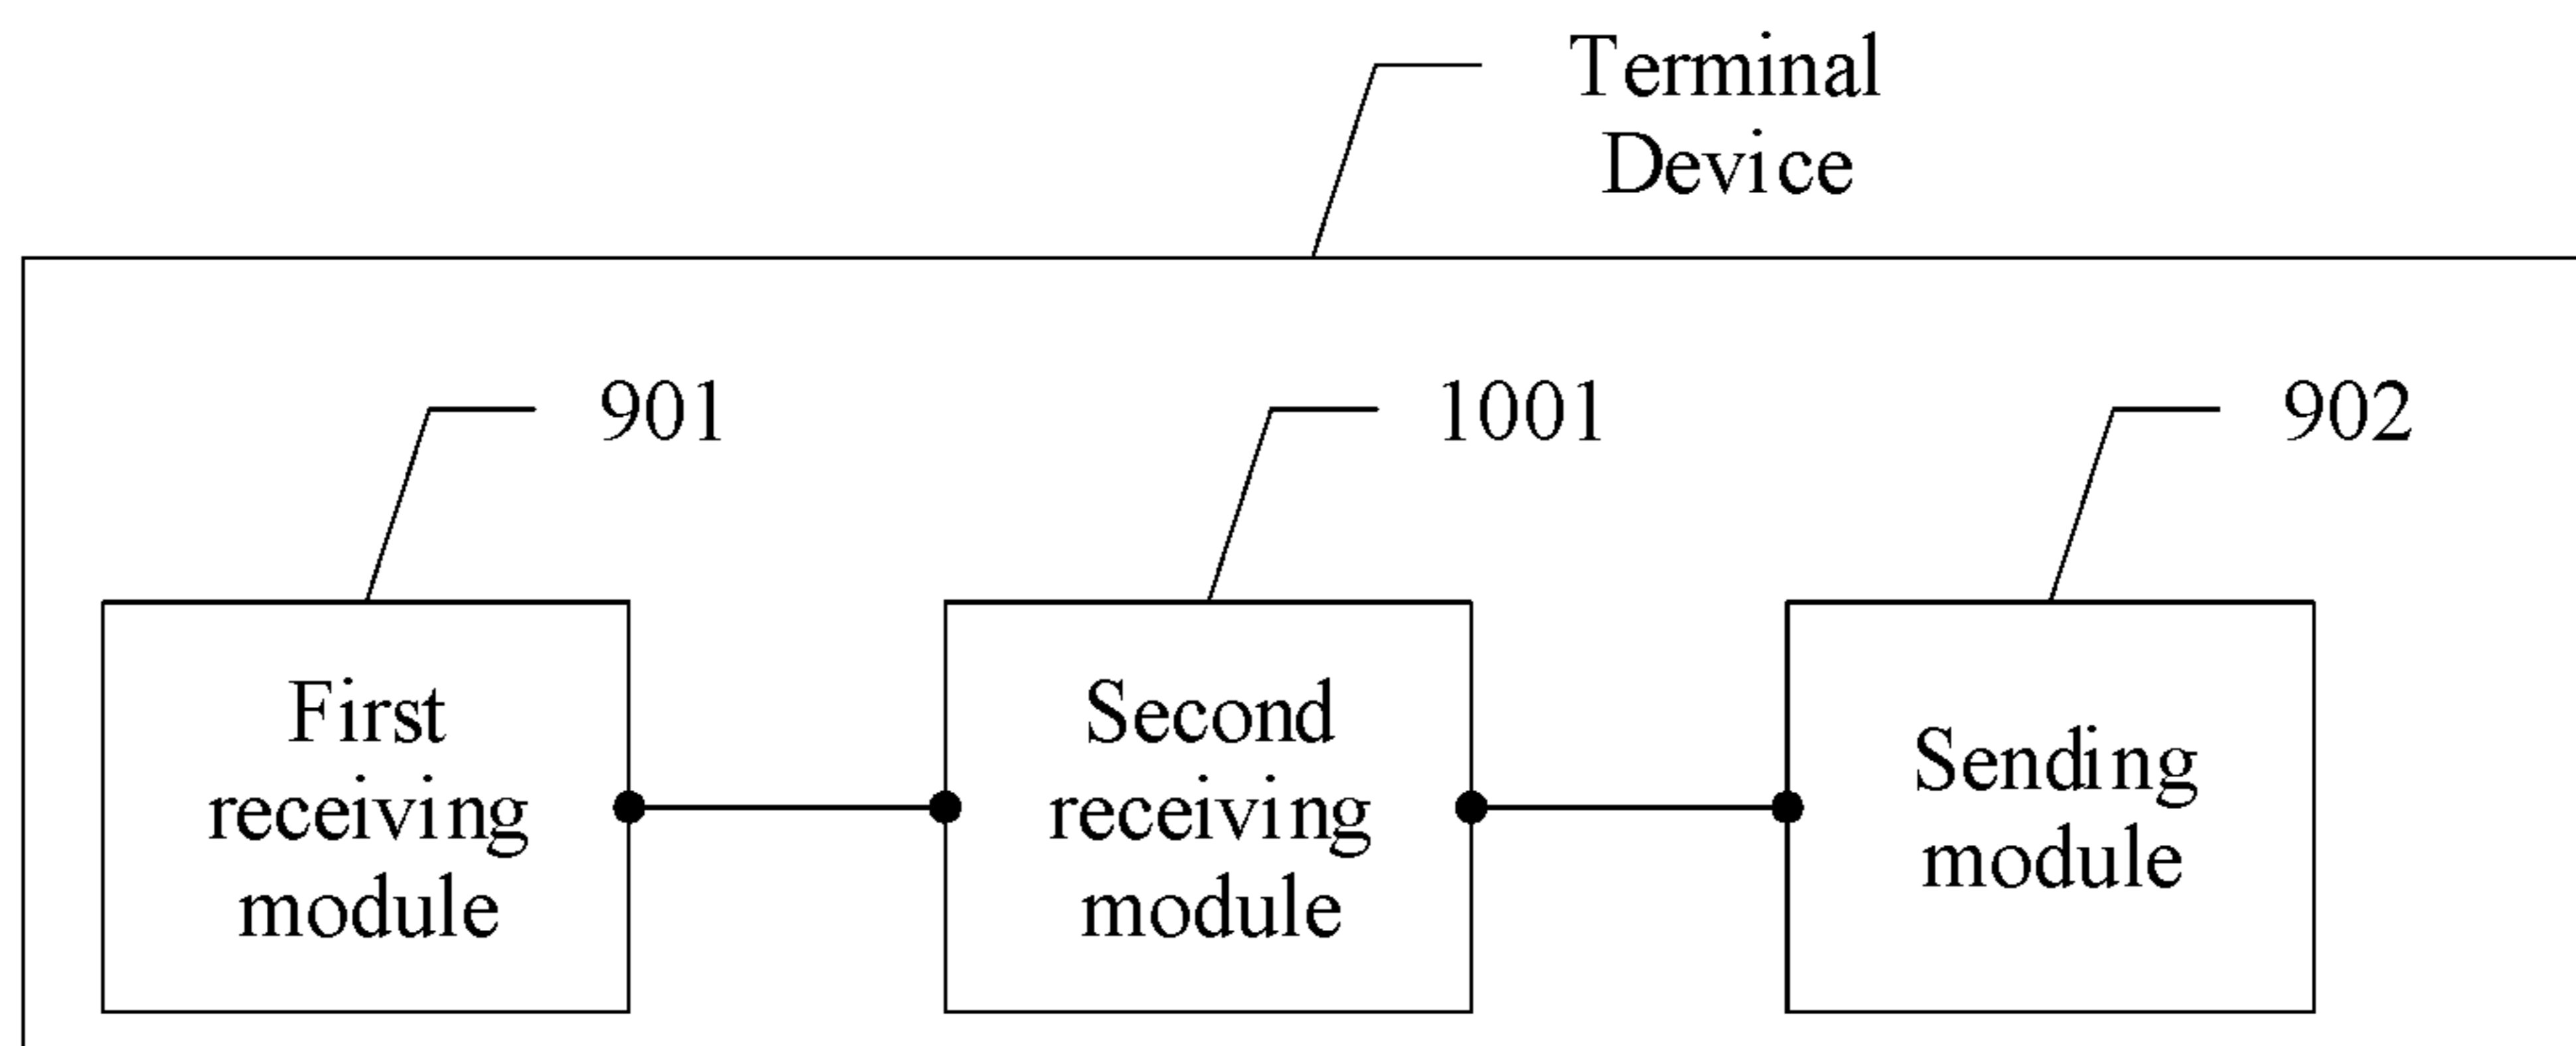 Terminal
Device
901
1001
902
First
receiving
module
Second
receiving
module
Sending
module